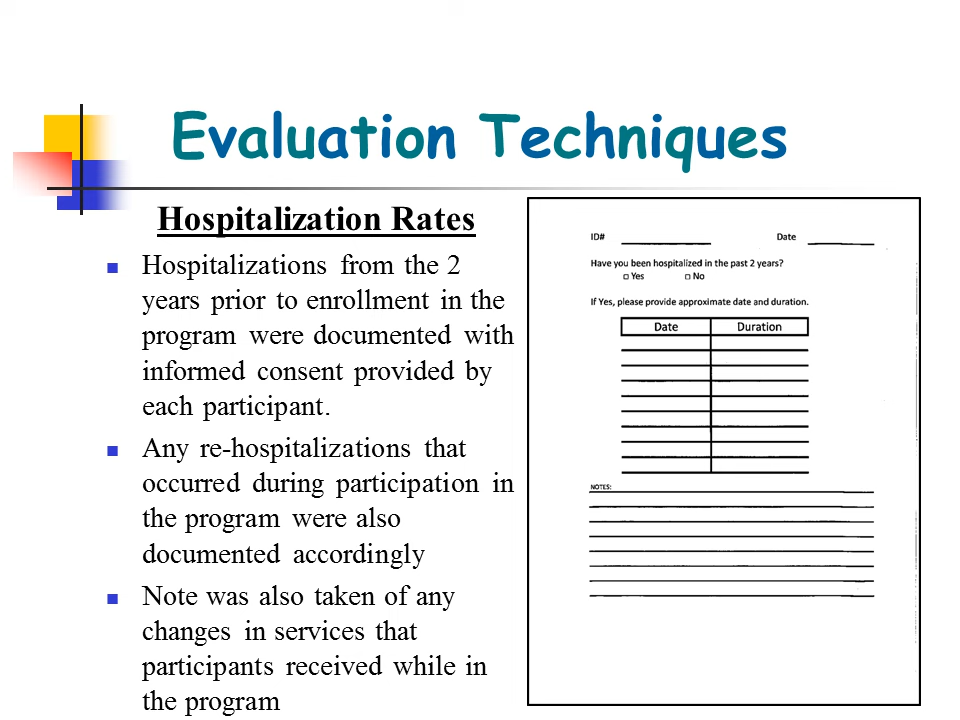 Evaluation Techniques
Hospitalization Rates
Hospitalizations from the 2
years prior to enrollment in the
program were documented with
informed consent provided by
each participant.
Any re-hospitalizations that
occurred during participation in
the program were also
documented accordingly
Note was also taken of any
changes in services that
participants received while in
the program
ID# Date
Have you been hospitalized in the past 2 years?
Yes No
If Yes, please provide approximate date and duration.
Date Duration
NOTES: